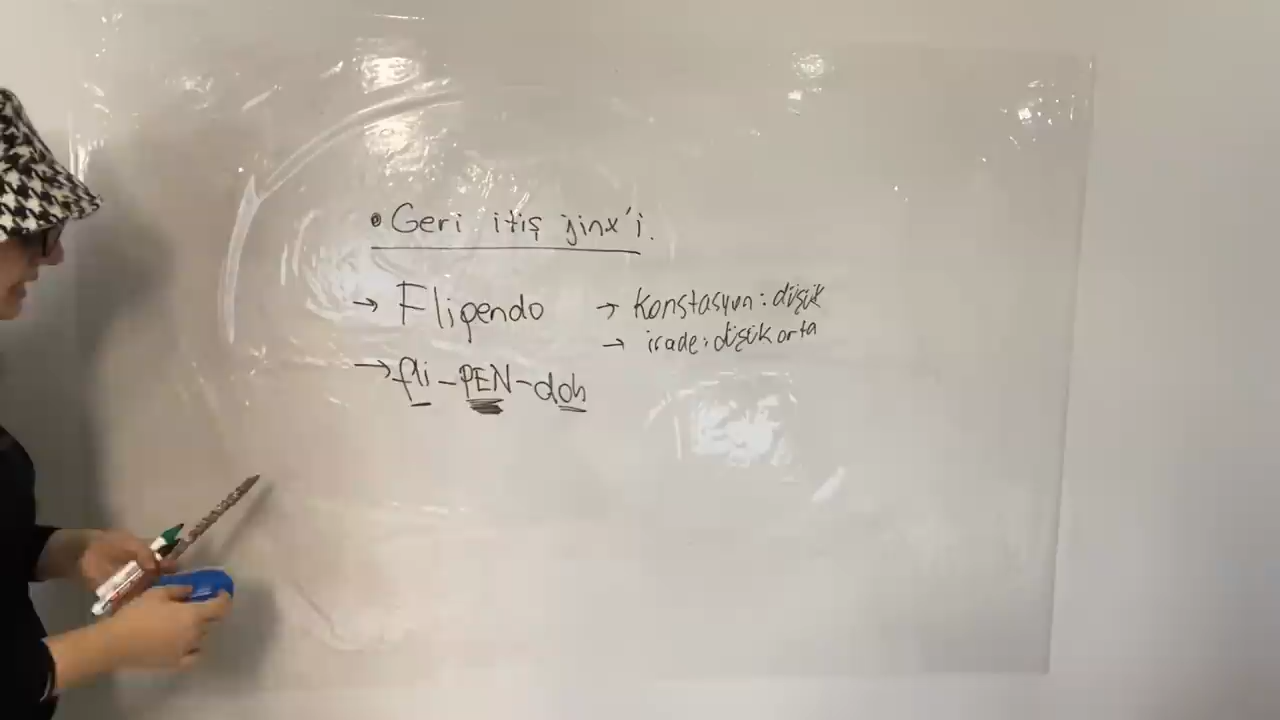 • Geri itiş jinx'i.
→ Flipendo
→ Konstasyon: düşük
→ irade: düşük orta
→ fli-PEN-doh